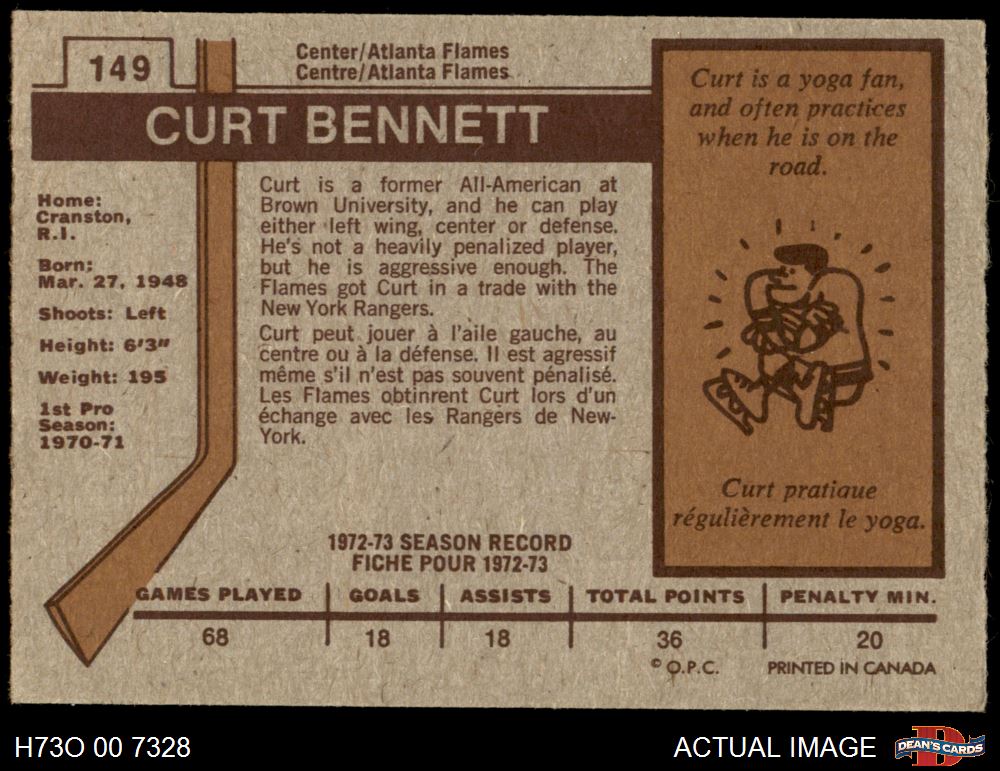 149
Center/Atlanta Flames
Centre/Atlanta Flames
CURT BENNETT
Home:
Cranston,
R.I.
Born:
Mar. 27, 1948
Shoots: Left
Height: 6'3"
Weight: 195
1st Pro
Season:
1970-71
Curt is a former All-American at
Brown University, and he can play
either left wing, center or defense.
He's not a heavily penalized player,
but he is aggressive enough. The
Flames got Curt in a trade with the
New York Rangers.
Curt peut jouer à l'aile gauche, au
centre ou à la défense. Il est agressif
même s'il n'est pas souvent pénalisé.
Les Flames obtinrent Curt lors d'un
échange avec les Rangers de New-
York.
Curt is a yoga fan,
and often practices
when he is on the
road.
Curt pratique
régulièrement le yoga.
1972-73 SEASON RECORD
FICHE POUR 1972-73
GAMES PLAYED GOALS ASSISTS TOTAL POINTS PENALTY MIN.
68 18 18 36 20
© O.P.C. PRINTED IN CANADA
H73O 00 7328 ACTUAL IMAGE DEAN'S CARDS